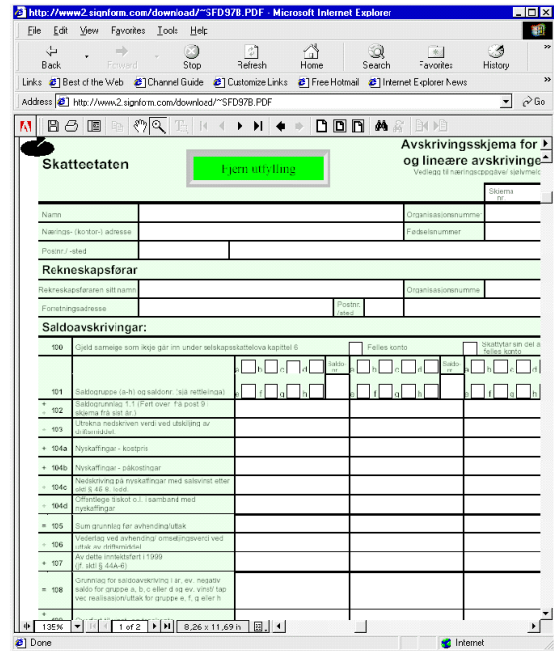 http://www2.signform.com/download/~SFD97B.PDF - Microsoft Internet Explorer
File Edit View Favorites Tools Help
Back Forward Stop Refresh Home Search Favorites History
Links Best of the Web Channel Guide Customize Links Free Hotmail Internet Explorer News
Address http://www2.signform.com/download/~SFD97B.PDF Go
Skatteetaten
Fjern utfylling
Avskrivingsskjema for
og lineære avskrivinge
Vedlegg til næringsoppgåve/ sjølvmeld
Skjema
nr.
Namn
Organisasjonsnumme
Nærings- (kontor-) adresse
Fødselsnummer
Postnr./ -sted
Rekneskapsførar
Rekneskapsføraren sitt namn
Organisasjonsnumme
Forretningsadresse
Postnr.
/sted
Saldoavskrivingar:
100 Gjeld sameige som ikkje går inn under selskapsskattelova kapittel 6
Felles konto
Skattytar sin del a
felles konto
a b c d Saldo nr. a b c d Saldo nr. a b c d
101 Saldogruppe (a-h) og saldonr. (sjå rettleiinga) e f g h e f g h e f g h
+ ÷ 102 Saldogrunnlag 1.1 (Ført over frå post 9
skjema frå sist år.)
÷ 103 Utrekna nedskriven verdi ved utskiljing av
driftsmiddel.
+ 104a Nyskaffingar - kostpris
+ 104b Nyskaffingar - påkostingar
÷ 104c Nedskriving på nyskaffingar med salsvinst etter
sktl § 46 6. ledd.
÷ 104d Offentlege tilskot o.l. i samband med
nyskaffingar
= 105 Sum grunnlag før avhending/uttak
÷ 106 Vederlag ved avhending/ omsetingsverdi ved
uttak av driftsmiddel
+ 107 Av dette inntektsført i 1999
(jf. sktl § 44A-6)
= 108 Grunnlag for saldoavskriving i år, ev. negativ
saldo for gruppe a, b, c eller d og ev. vinst/ tap
ved realisasjon/uttak for gruppe e, f, g eller h
135% 1 of 2 8,26 x 11,69 in
Done Internet